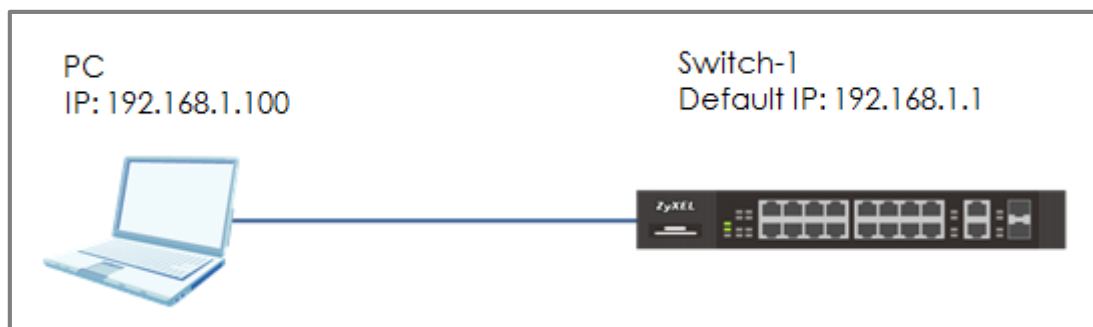 PC
IP: 192.168.1.100
Switch-1
Default IP: 192.168.1.1
ZyXEL